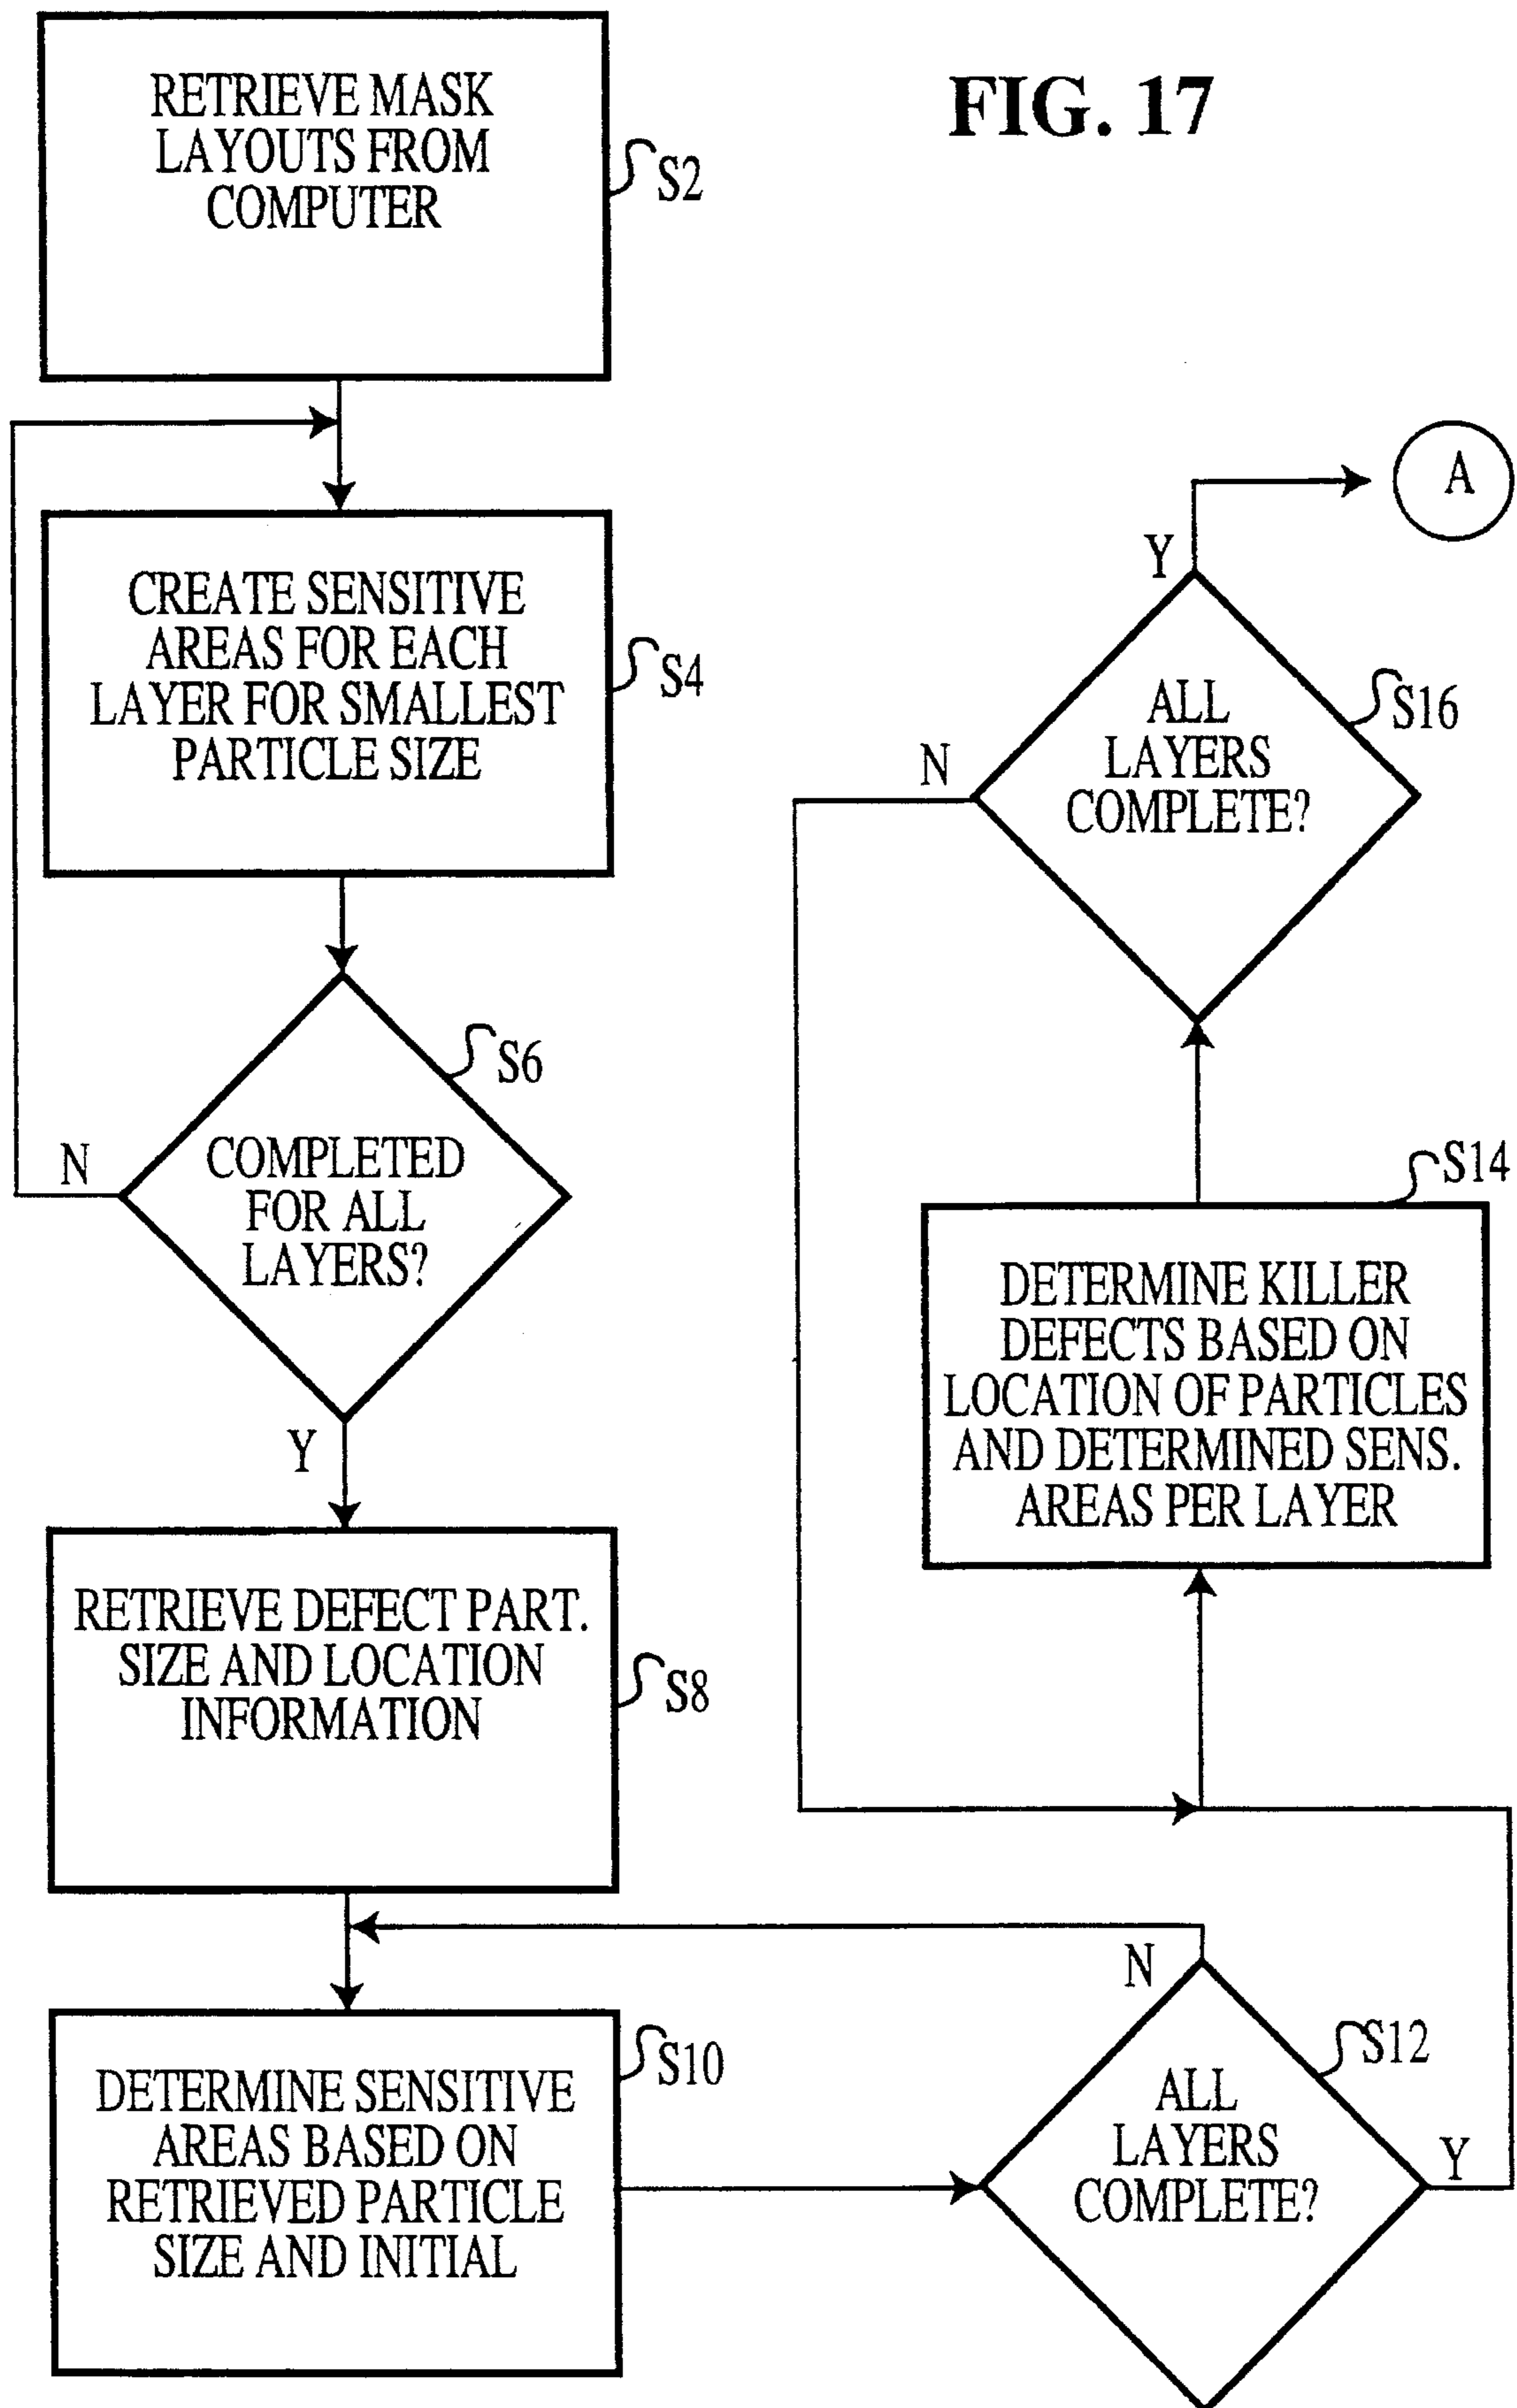 FIG. 17
RETRIEVE MASK
LAYOUTS FROM
COMPUTER
S2
CREATE SENSITIVE
AREAS FOR EACH
LAYER FOR SMALLEST
PARTICLE SIZE
S4
S6
COMPLETED
FOR ALL
LAYERS?
N
Y
RETRIEVE DEFECT PART.
SIZE AND LOCATION
INFORMATION
S8
DETERMINE SENSITIVE
AREAS BASED ON
RETRIEVED PARTICLE
SIZE AND INITIAL
S10
N
S12
ALL
LAYERS
COMPLETE?
Y
S14
DETERMINE KILLER
DEFECTS BASED ON
LOCATION OF PARTICLES
AND DETERMINED SENS.
AREAS PER LAYER
ALL
LAYERS
COMPLETE?
S16
N
Y
A